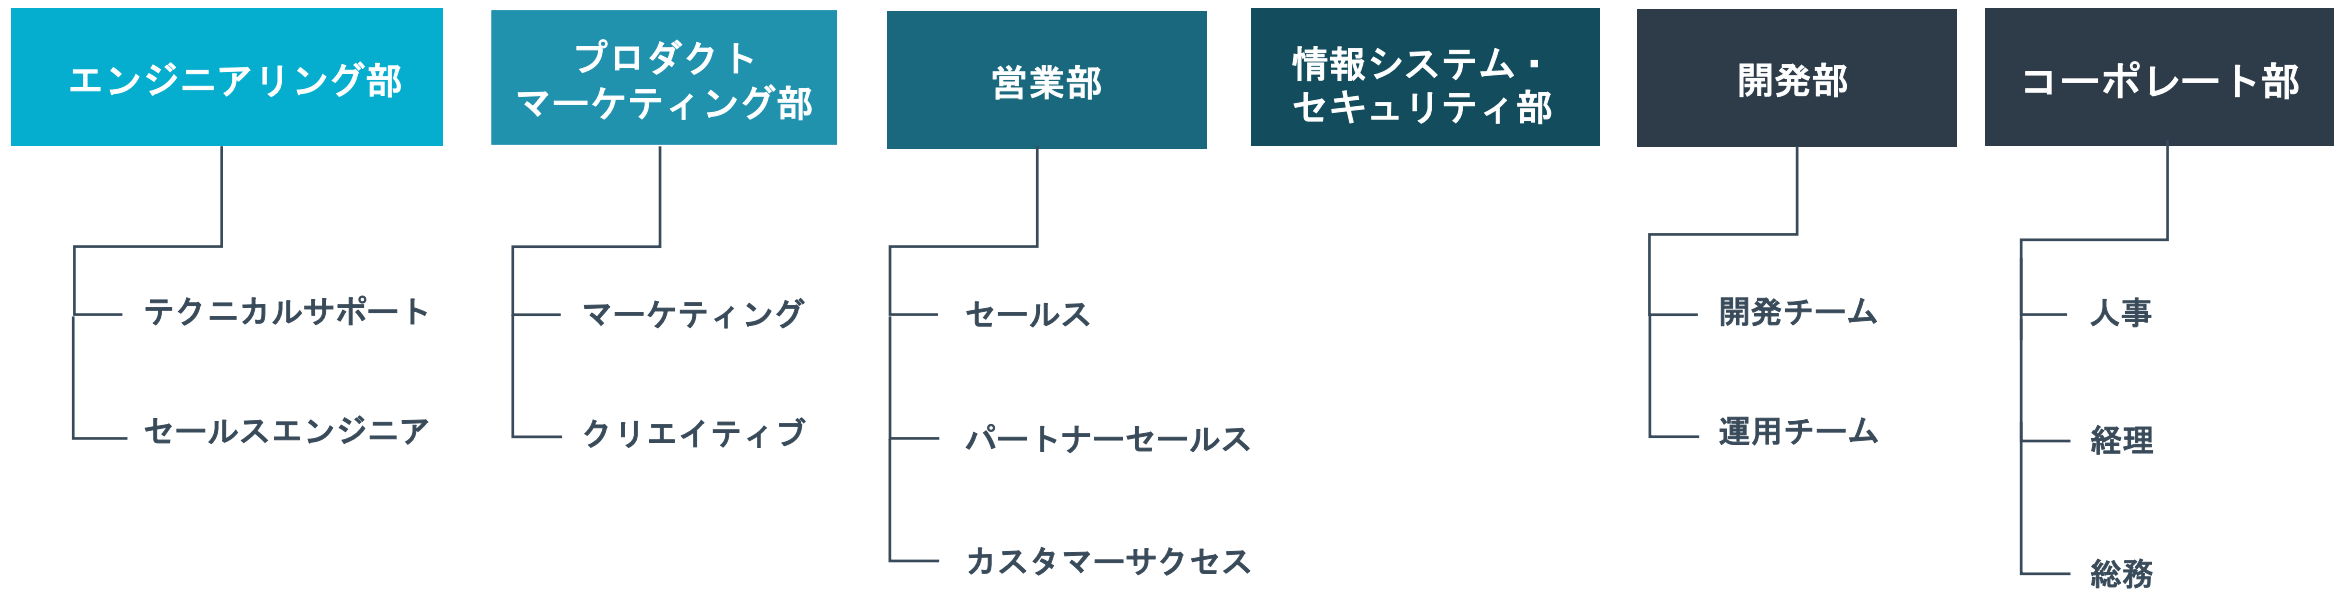 エンジニアリング部
テクニカルサポート
セールスエンジニア
プロダクト
マーケティング部
マーケティング
クリエイティブ
営業部
セールス
パートナーセールス
カスタマーサクセス
情報システム・
セキュリティ部
開発部
開発チーム
運用チーム
コーポレート部
人事
経理
総務